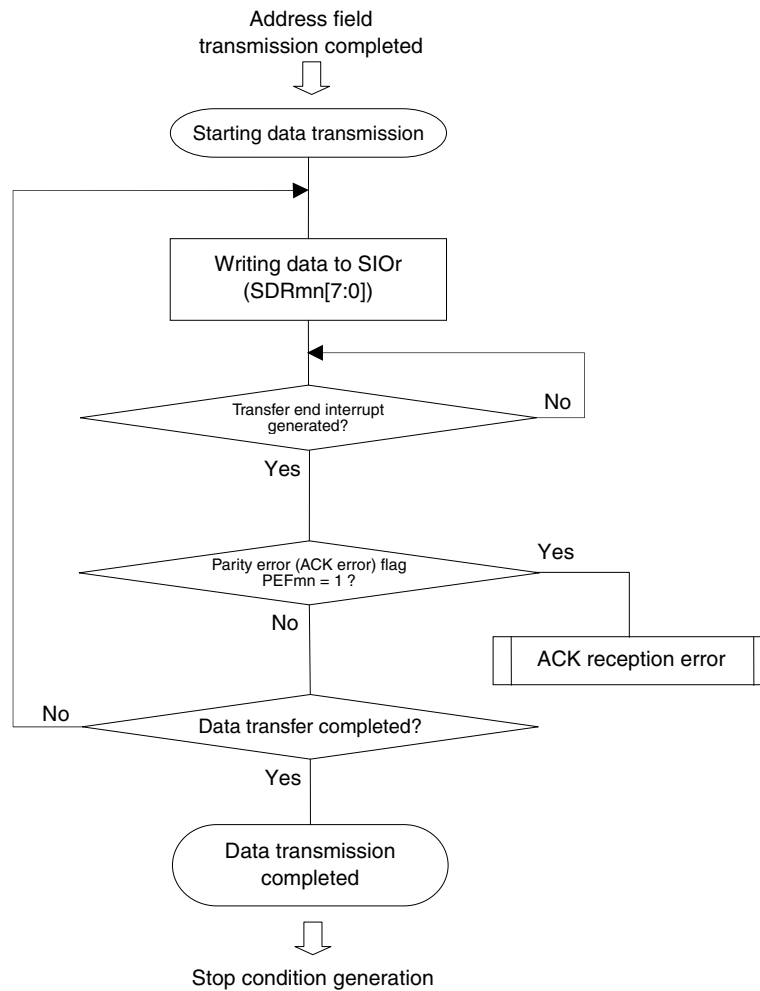 Address field
transmission completed
Starting data transmission
Writing data to SIOr
(SDRmn[7:0])
Transfer end interrupt
generated?
No
Yes
Parity error (ACK error) flag
PEFmn = 1 ?
Yes
No
ACK reception error
Data transfer completed?
No
Yes
Data transmission
completed
Stop condition generation